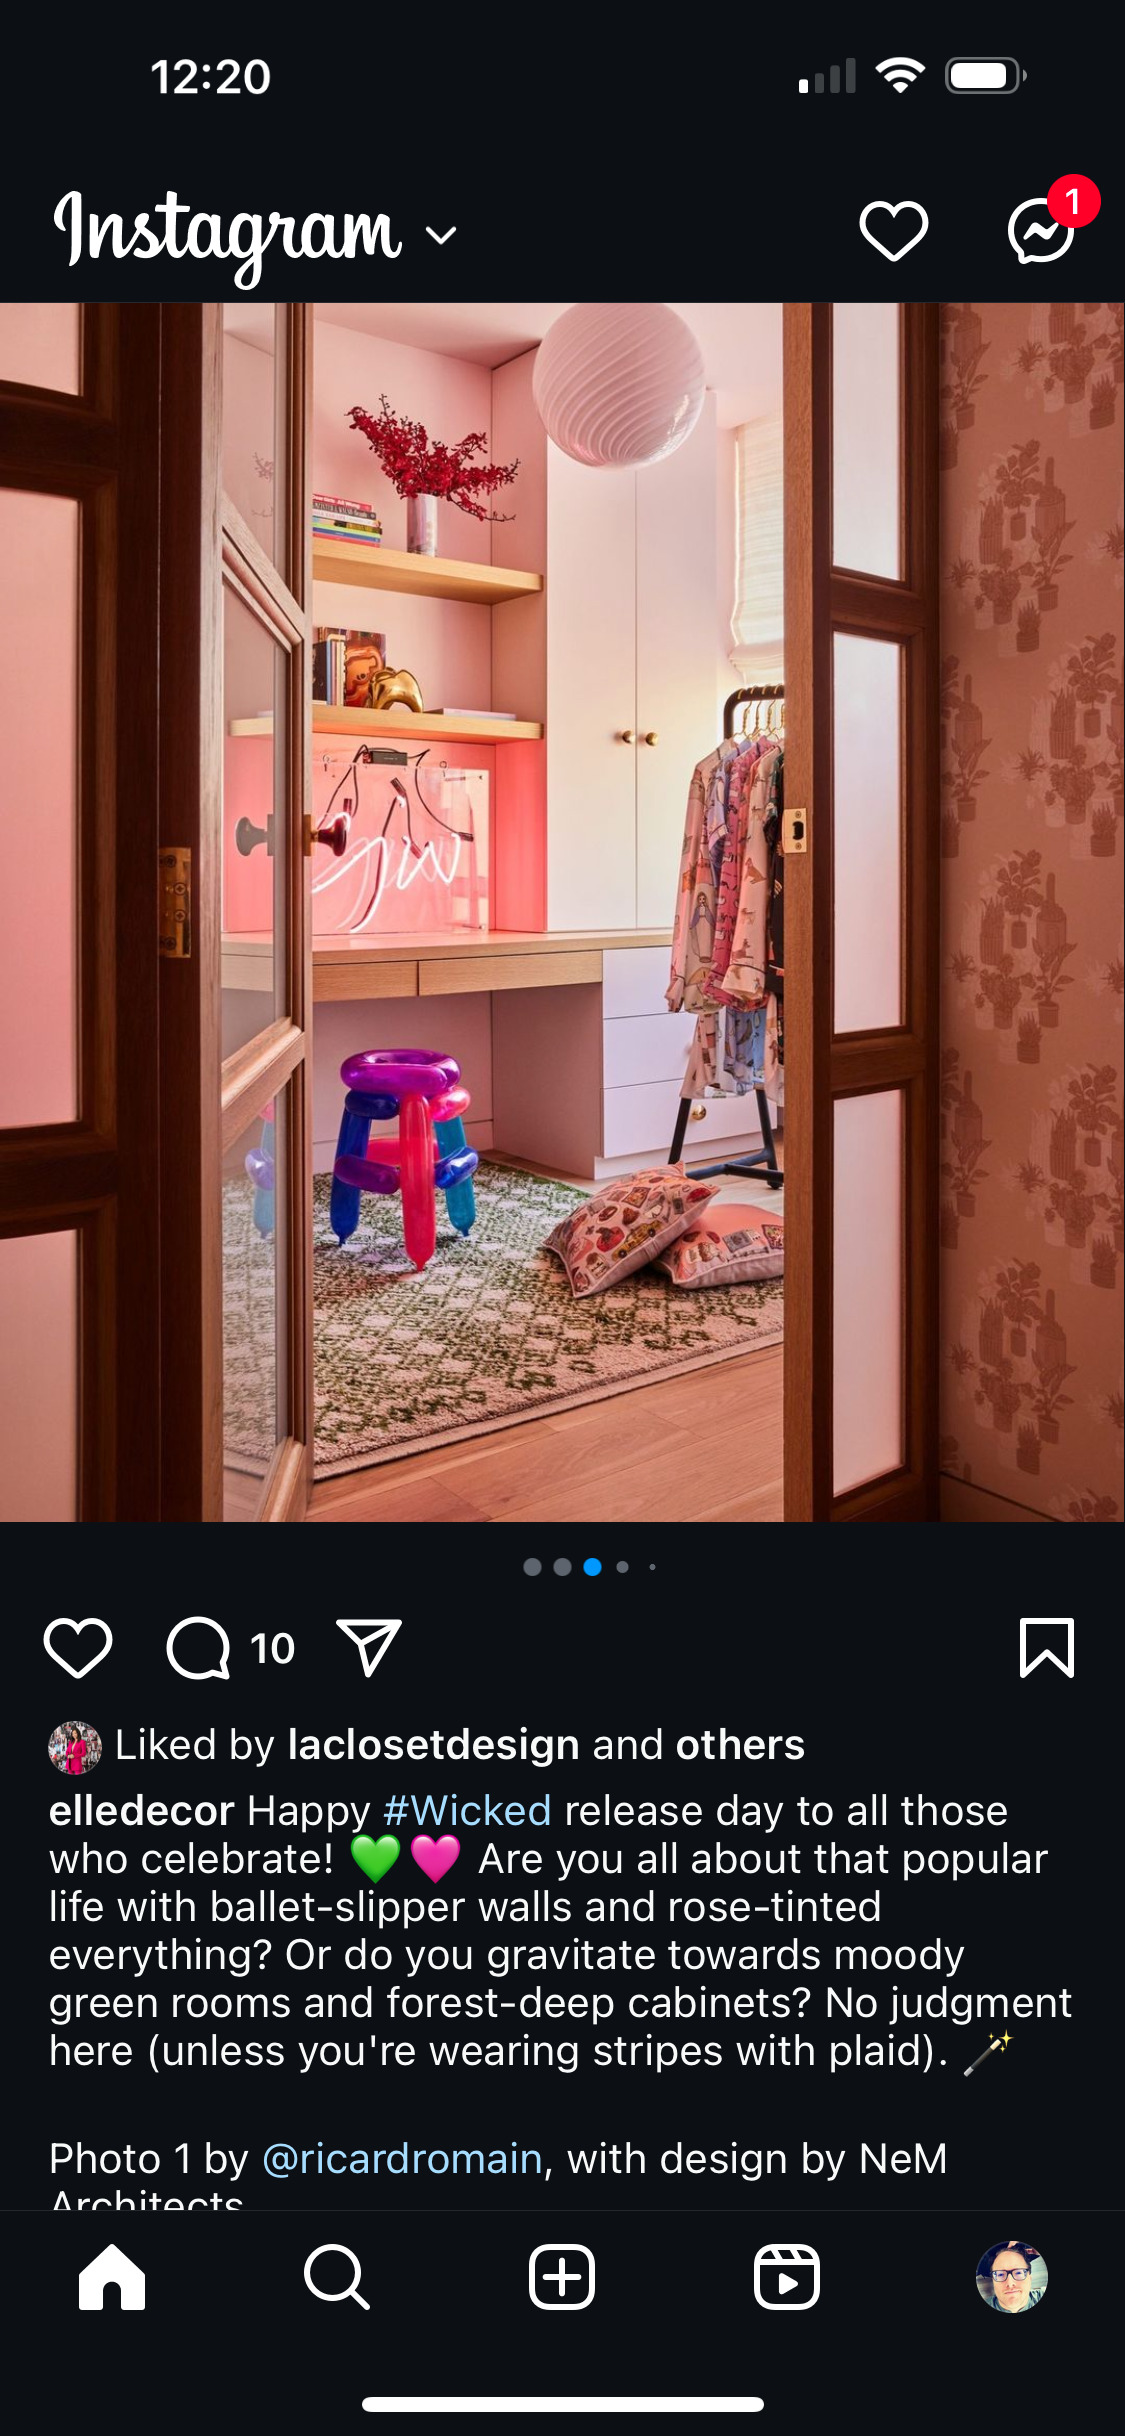 12:20
Instagram
1
10
Liked by laclosetdesign and others
elledecor Happy #Wicked release day to all those
who celebrate! 💚💖 Are you all about that popular
life with ballet-slipper walls and rose-tinted
everything? Or do you gravitate towards moody
green rooms and forest-deep cabinets? No judgment
here (unless you're wearing stripes with plaid). 🪄
Photo 1 by @ricardromain, with design by NeM
Architects